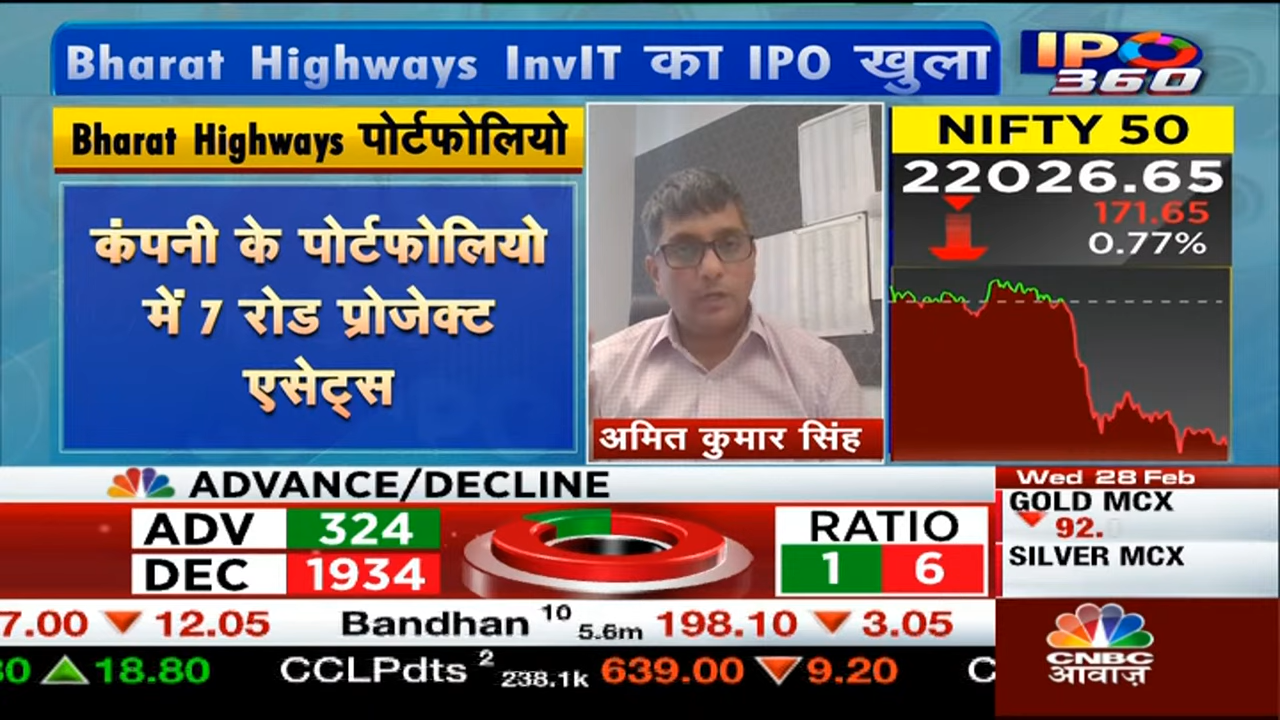 Bharat Highways InvIT का IPO खुला
IPO
360
Bharat Highways पोर्टफोलियो
कंपनी के पोर्टफोलियो
में 7 रोड प्रोजेक्ट
एसेट्स
अमित कुमार सिंह
NIFTY 50
22026.65
171.65
0.77%
ADVANCE/DECLINE
ADV 324
DEC 1934
RATIO
1 6
Wed 28 Feb
GOLD MCX
92.
SILVER MCX
7.00 12.05 Bandhan 10 5.6m 198.10 3.05
30 18.80 CCLPdts 2 238.1k 639.00 9.20 C
CNBC
आवाज़